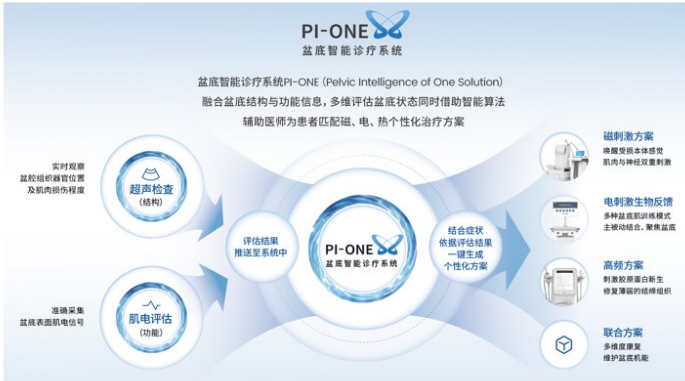 PI-ONE
盆底智能诊疗系统
盆底智能诊疗系统PI-ONE (Pelvic Intelligence of One Solution)
融合盆底结构与功能信息,多维评估盆底状态同时借助智能算法
辅助医师为患者匹配磁、电、热个性化治疗方案
实时观察
盆腔组织器官位置
及肌肉损伤程度
超声检查
(结构)
准确采集
盆底表面肌电信号
肌电评估
(功能)
评估结果
推送至系统中
PI-ONE
盆底智能诊疗系统
结合症状
依据评估结果
一键生成
个性化方案
磁刺激方案
唤醒受损本体感觉
肌肉与神经双重刺激
电刺激生物反馈
多种盆底肌训练模式
主被动结合,聚焦盆底
高频方案
刺激胶原蛋白新生
修复薄弱的结缔组织
联合方案
多维度康复
维护盆底机能